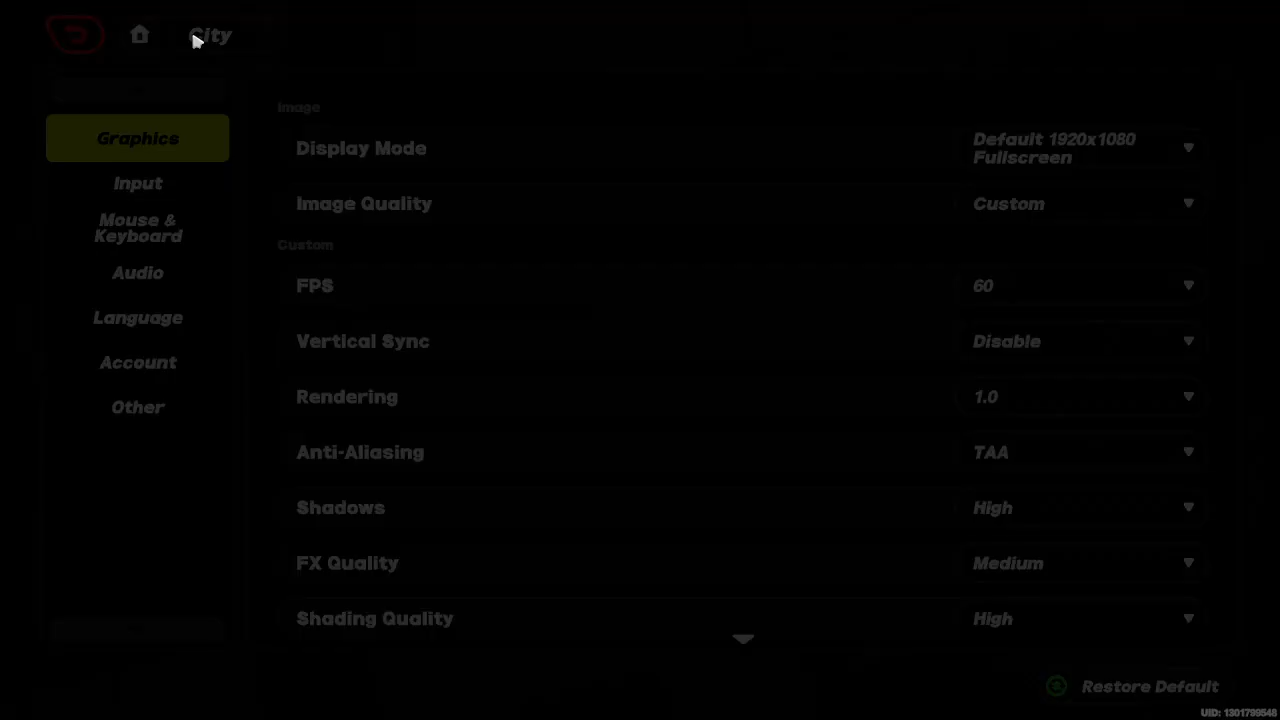 City
Graphics
Input
Mouse &
Keyboard
Audio
Language
Account
Other
Image
Display Mode
Default 1920x1080
Fullscreen
Image Quality
Custom
Custom
FPS
60
Vertical Sync
Disable
Rendering
1.0
Anti-Aliasing
TAA
Shadows
High
FX Quality
Medium
Shading Quality
High
Restore Default
UID: 1301799548